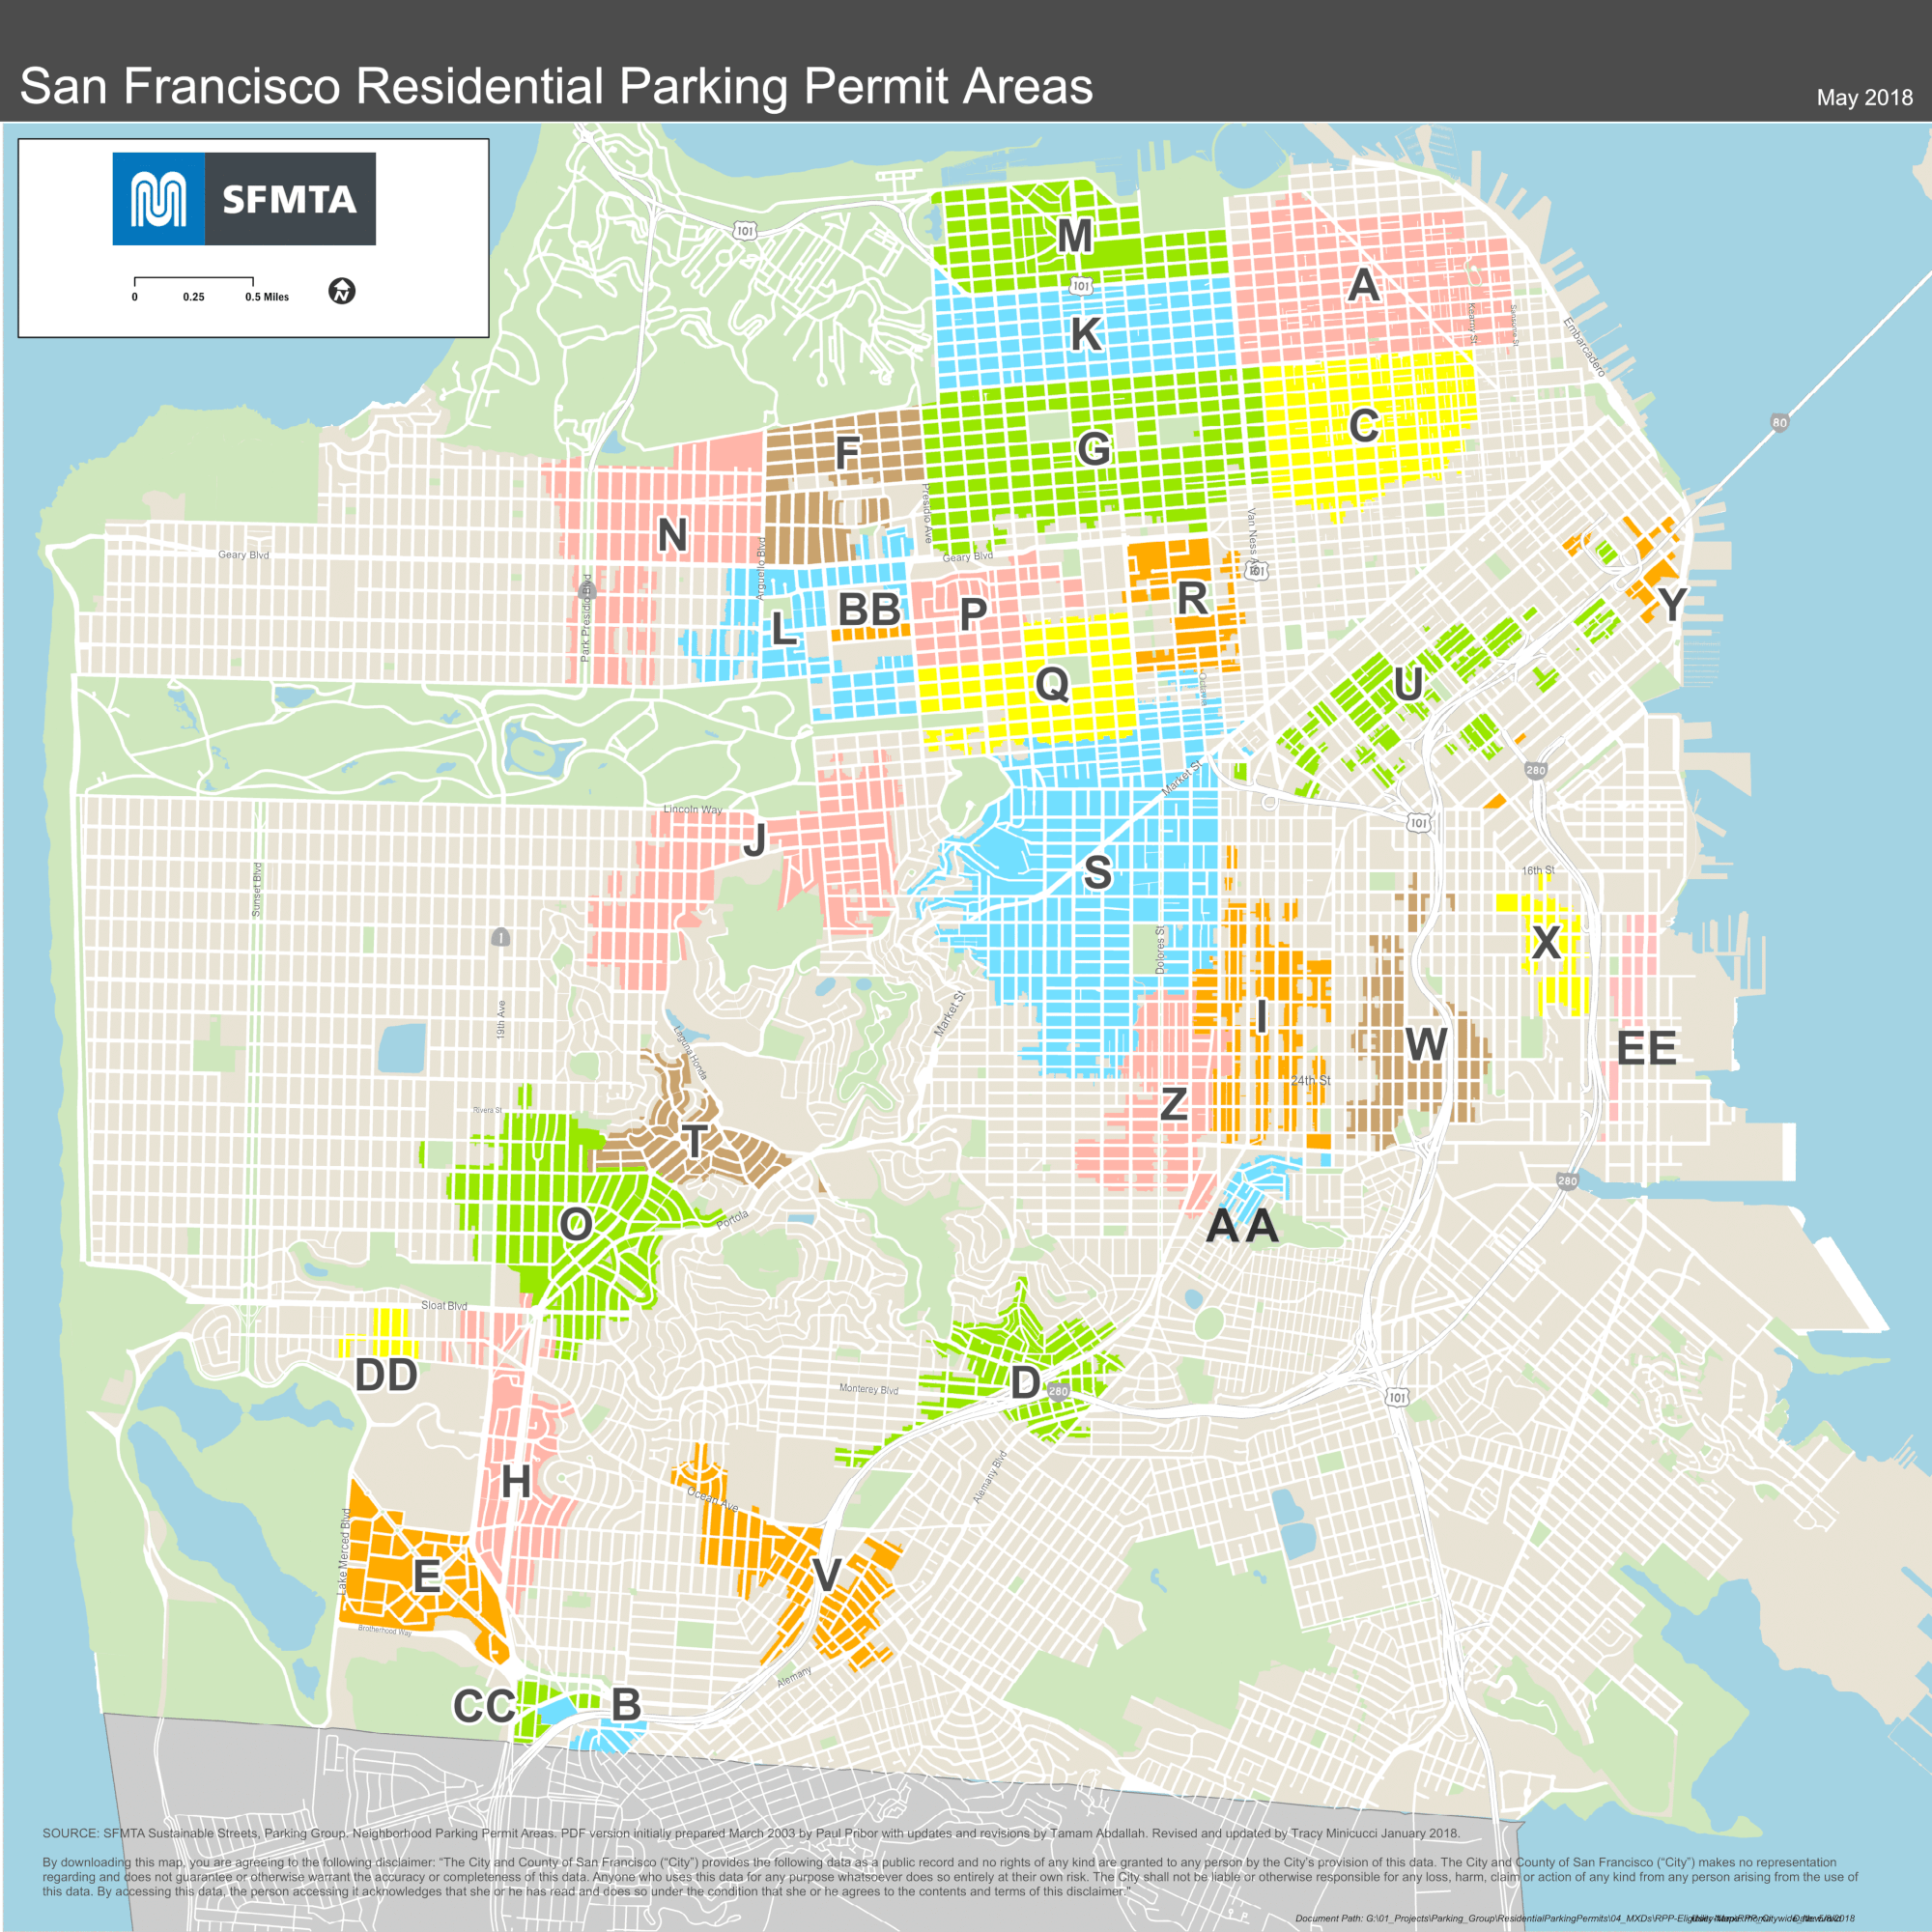 San Francisco Residential Parking Permit Areas
May 2018
SFMTA
0 0.25 0.5 Miles
N
101
M
A
101
K
Kearny St
Sansome St
Embarcadero
C
80
F
G
N
Presidio Ave
Van Ness Ave
Geary Blvd
Geary Blvd
Arguello Blvd
101
Park Presidio Blvd
BB
P
R
Y
L
Q
Octavia
U
Market St
280
Lincoln Way
101
J
S
16th St
Sunset Blvd
1
Dolores St
X
19th Ave
Market St
I
W
EE
Laguna Honda
24th St
Rivera St
Z
T
280
O
Portola
AA
Sloat Blvd
DD
D
280
Monterey Blvd
101
H
Ocean Ave
Alemany Blvd
Lake Merced Blvd
E
V
Brotherhood Way
Alemany
CC
B
SOURCE: SFMTA Sustainable Streets, Parking Group. Neighborhood Parking Permit Areas. PDF version initially prepared March 2003 by Paul Pribor with updates and revisions by Tamam Abdallah. Revised and updated by Tracy Minicucci January 2018.
By downloading this map, you are agreeing to the following disclaimer: “The City and County of San Francisco (“City”) provides the following data as a public record and no rights of any kind are granted to any person by the City's provision of this data. The City and County of San Francisco (“City”) makes no representation
regarding and does not guarantee or otherwise warrant the accuracy or completeness of this data. Anyone who uses this data for any purpose whatsoever does so entirely at their own risk. The City shall not be liable or otherwise responsible for any loss, harm, claim or action of any kind from any person arising from the use of
this data. By accessing this data, the person accessing it acknowledges that she or he has read and does so under the condition that she or he agrees to the contents and terms of this disclaimer."
Document Path: G:\01_Projects\Parking_Group\ResidentialParkingPermits\04_MXDs\RPP-Eligibility-Maps\RPP_Citywide_